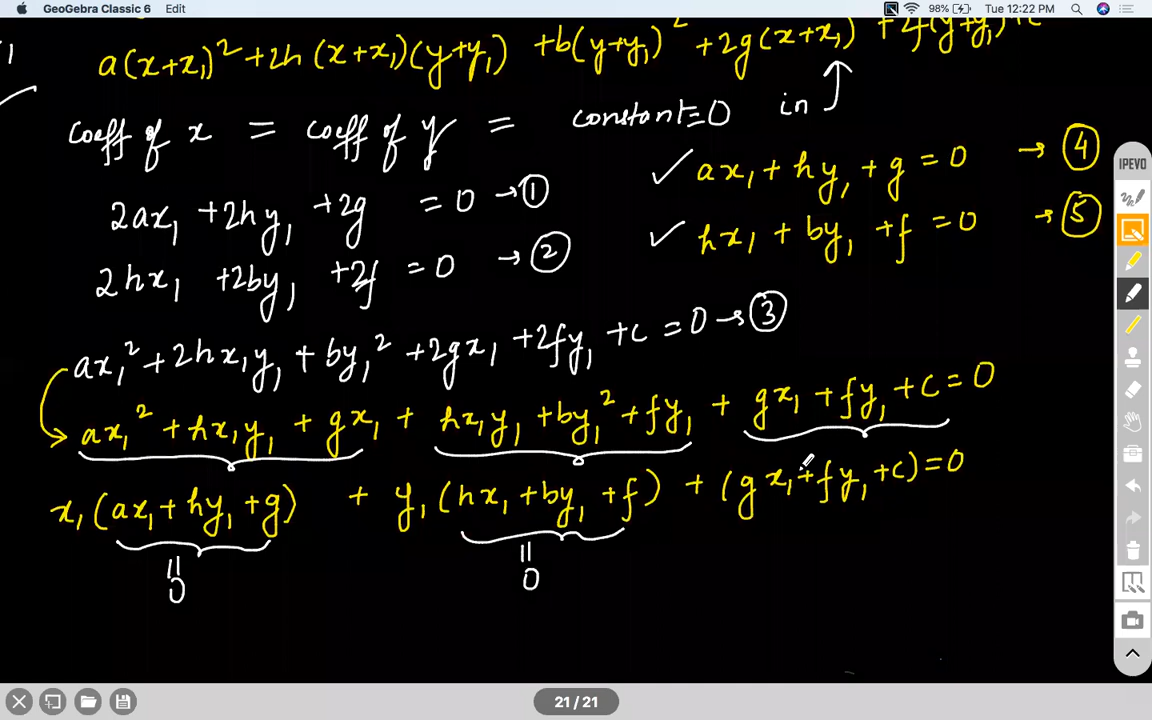 GeoGebra Classic 6 Edit 98% Tue 12:22 PM
a(x+x₁)² +2h (x+x₁)(y+y₁) +b(y+y₁)² +2g(x+x₁) +2f(y+y₁)+c
coeff of x = coeff of y = constant=0 in
ax₁ + hy₁ + g = 0 → ④
2ax₁ +2hy₁ +2g = 0 → ①
hx₁ + by₁ + f = 0 → ⑤
2hx₁ +2by₁ +2f = 0 → ②
ax₁² +2hx₁y₁ + by₁² +2gx₁ +2fy₁ +c = 0 → ③
ax₁² + hx₁y₁ + gx₁ + hx₁y₁ + by₁² + fy₁ + gx₁ + fy₁ + c = 0
x₁(ax₁ + hy₁ + g) + y₁(hx₁ + by₁ + f) + (gx₁ + fy₁ + c) = 0
= 0 = 0
IPEVO
21 / 21